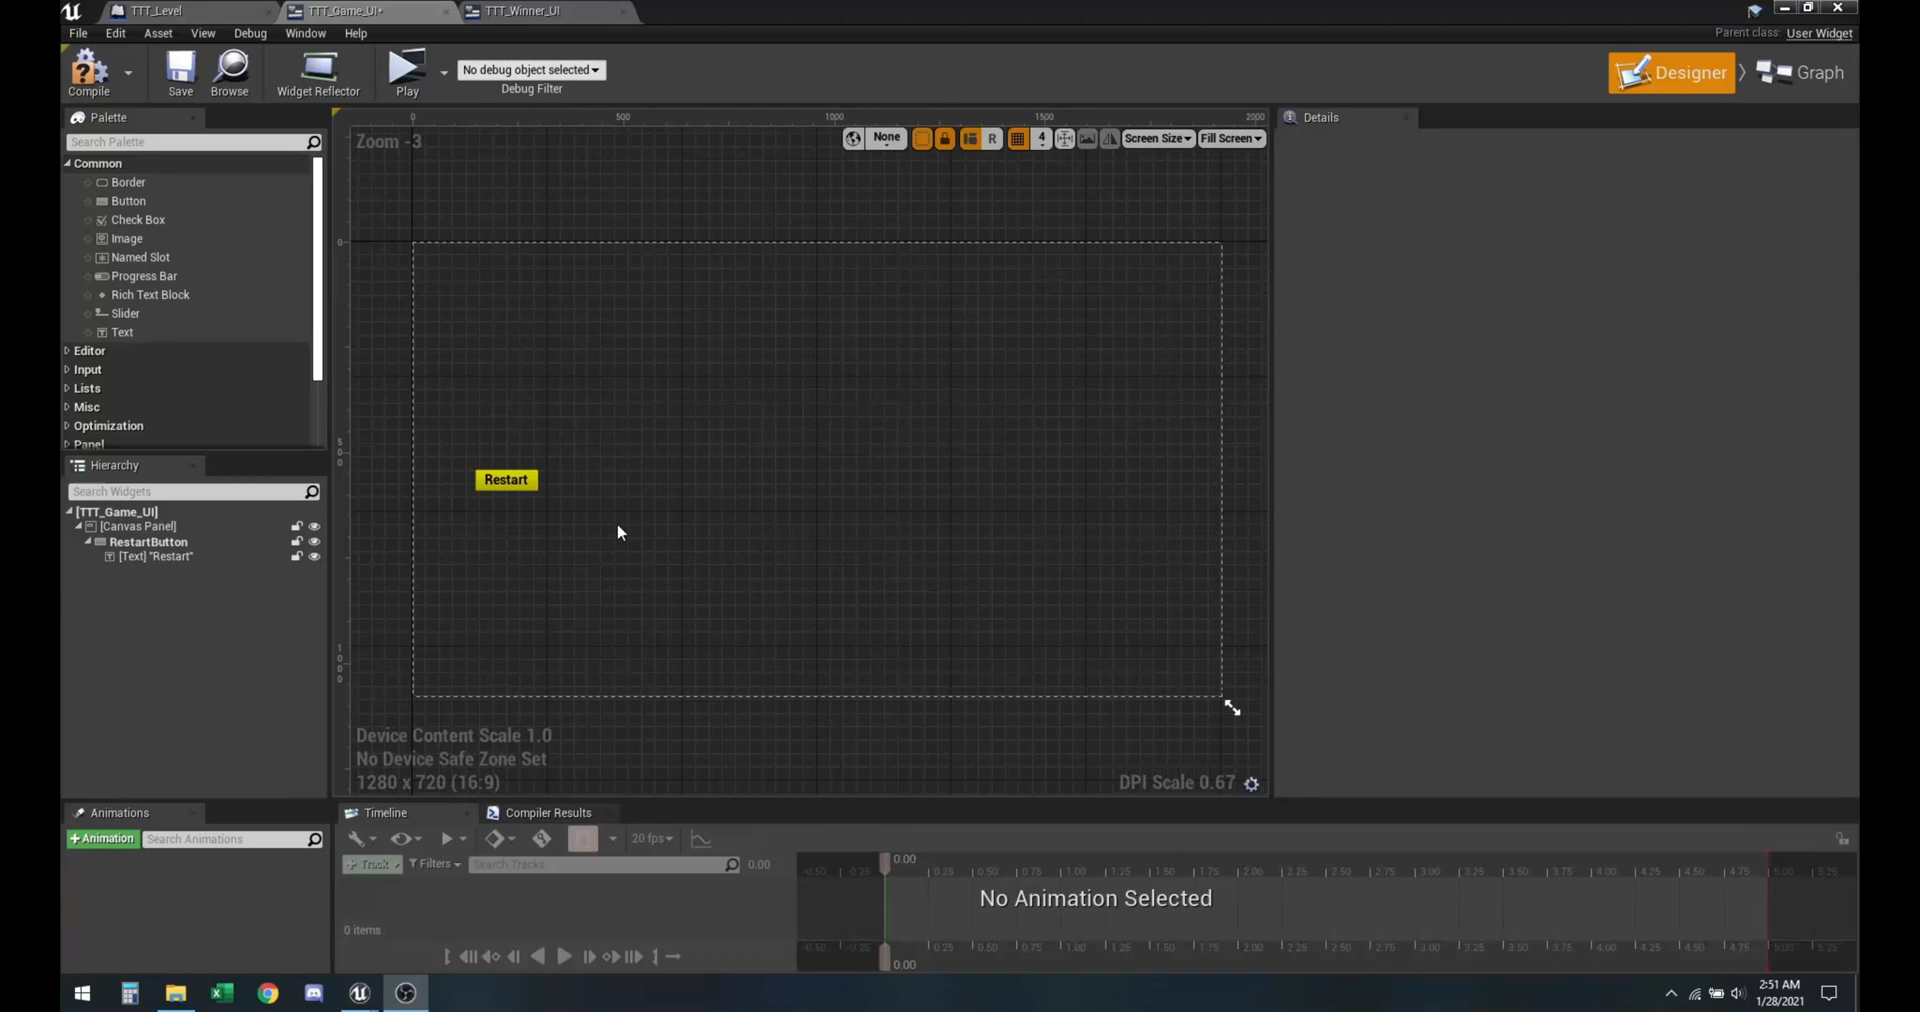 TTT_Level
TTT_Game_UI*
TTT_Winner_UI
File Edit Asset View Debug Window Help
Parent class: User Widget
Compile
Save
Browse
Widget Reflector
Play
No debug object selected
Debug Filter
Designer
Graph
Palette
Search Palette
Common
Border
Button
Check Box
Image
Named Slot
Progress Bar
Rich Text Block
Slider
Text
Editor
Input
Lists
Misc
Optimization
Panel
Hierarchy
Search Widgets
[TTT_Game_UI]
[Canvas Panel]
RestartButton
[Text] "Restart"
0 500 1000 1500 2000
Zoom -3
None
R
4
Screen Size
Fill Screen
0
500
1000
Restart
Device Content Scale 1.0
No Device Safe Zone Set
1280 x 720 (16:9)
DPI Scale 0.67
Details
Animations
+Animation
Search Animations
Timeline
Compiler Results
20 fps
+ Track
Filters
Search Tracks
0.00
0 items
0.00
-0.50 -0.25 0.25 0.50 0.75 1.00 1.25 1.50 1.75 2.00 2.25 2.50 2.75 3.00 3.25 3.50 3.75 4.00 4.25 4.50 4.75 5.00 5.25
No Animation Selected
-0.50 -0.25 0.25 0.50 0.75 1.00 1.25 1.50 1.75 2.00 2.25 2.50 2.75 3.00 3.25 3.50 3.75 4.00 4.25 4.50 4.75 5.00 5.25
0.00
2:51 AM
1/28/2021